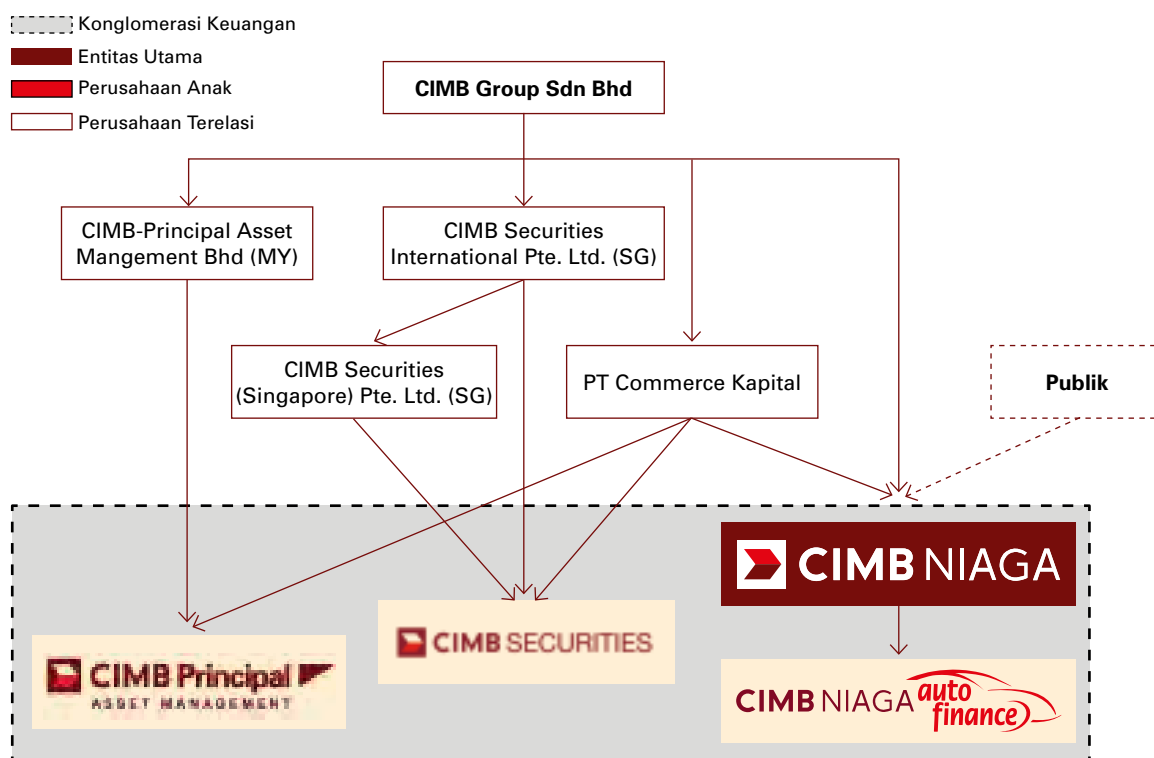 Konglomerasi Keuangan
Entitas Utama
Perusahaan Anak
Perusahaan Terelasi
CIMB Group Sdn Bhd
CIMB-Principal Asset
Mangement Bhd (MY)
CIMB Securities
International Pte. Ltd. (SG)
CIMB Securities
(Singapore) Pte. Ltd. (SG)
PT Commerce Kapital
Publik
CIMB NIAGA
CIMB SECURITIES
CIMB Principal
ASSET MANAGEMENT
CIMB NIAGA auto
finance